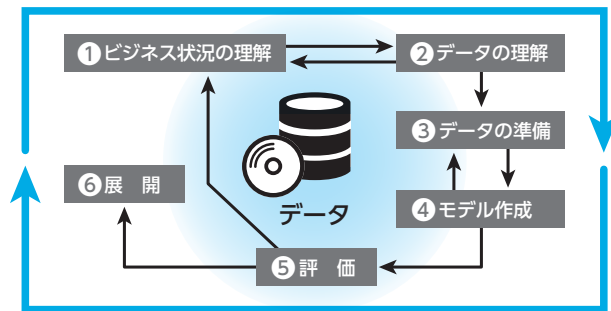 ❶ビジネス状況の理解
❷データの理解
❸データの準備
❹モデル作成
❺評　価
❻展　開
データ